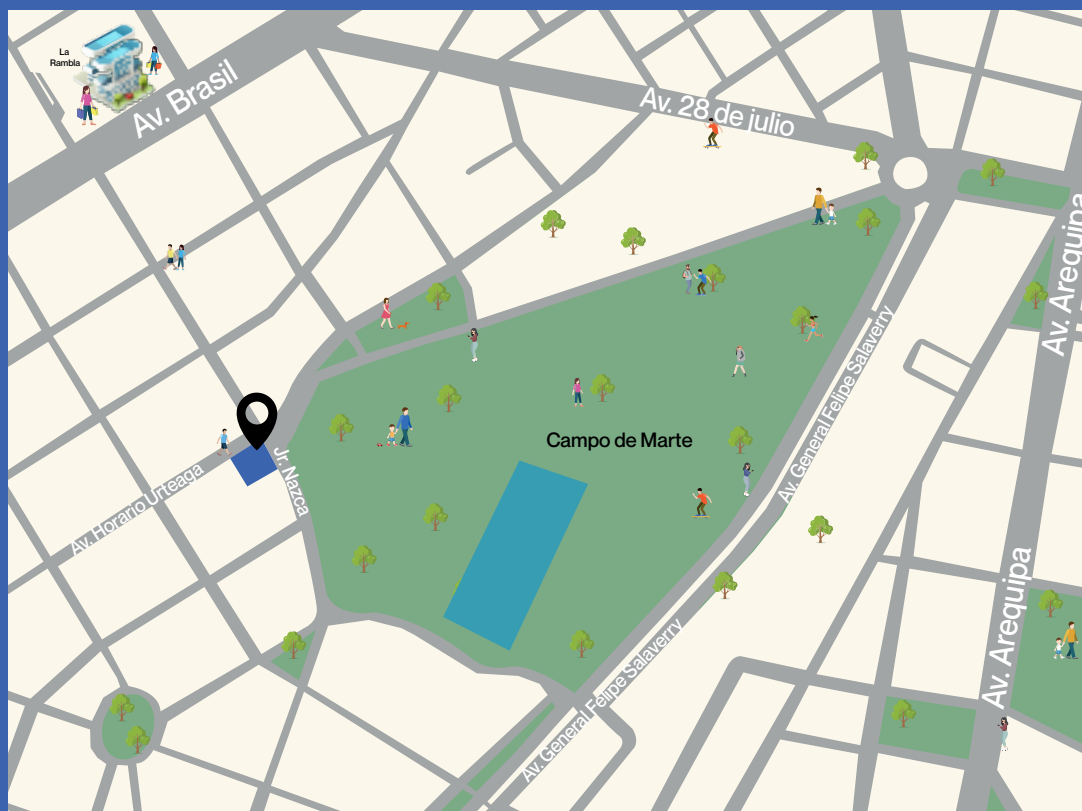 La
Rambla
Av. Brasil
Av. 28 de julio
Av. Arequipa
Av. General Felipe Salaverry
Campo de Marte
Jr. Nazca
Av. Horario Urteaga
Av. Arequipa
Av. General Felipe Salaverry